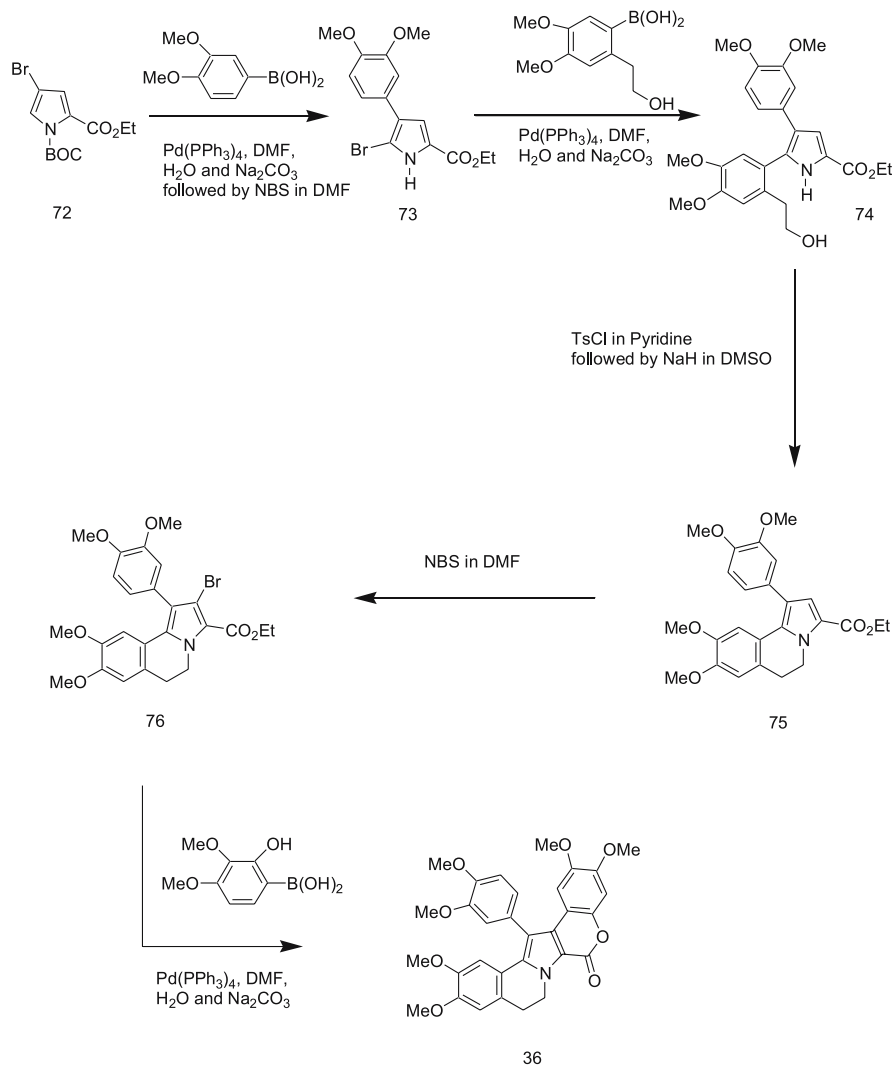 MeO
OMe
B(OH)₂
Br
N
BOC
CO₂Et
72
MeO
MeO
B(OH)₂
Pd(PPh₃)₄, DMF,
H₂O and Na₂CO₃
followed by NBS in DMF
MeO
OMe
Br
N
H
CO₂Et
73
MeO
MeO
B(OH)₂
OH
Pd(PPh₃)₄, DMF,
H₂O and Na₂CO₃
MeO
OMe
MeO
MeO
N
H
CO₂Et
OH
74
TsCl in Pyridine
followed by NaH in DMSO
MeO
OMe
MeO
MeO
N
CO₂Et
75
NBS in DMF
MeO
OMe
Br
MeO
MeO
N
CO₂Et
76
MeO
OH
MeO
B(OH)₂
Pd(PPh₃)₄, DMF,
H₂O and Na₂CO₃
MeO
OMe
MeO
MeO
MeO
MeO
N
O
O
36